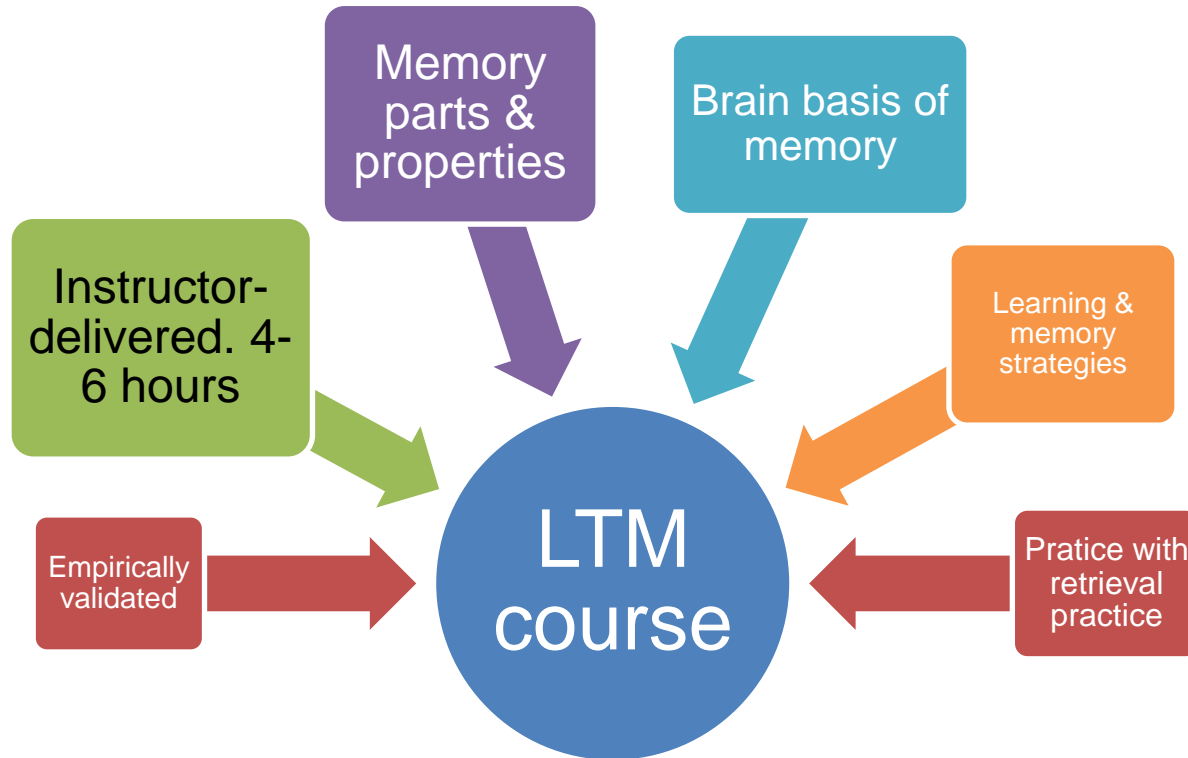 Memory
parts &
properties
Brain basis of
memory
Instructor-
delivered. 4-
6 hours
Learning &
memory
strategies
Empirically
validated
LTM
course
Pratice with
retrieval
practice